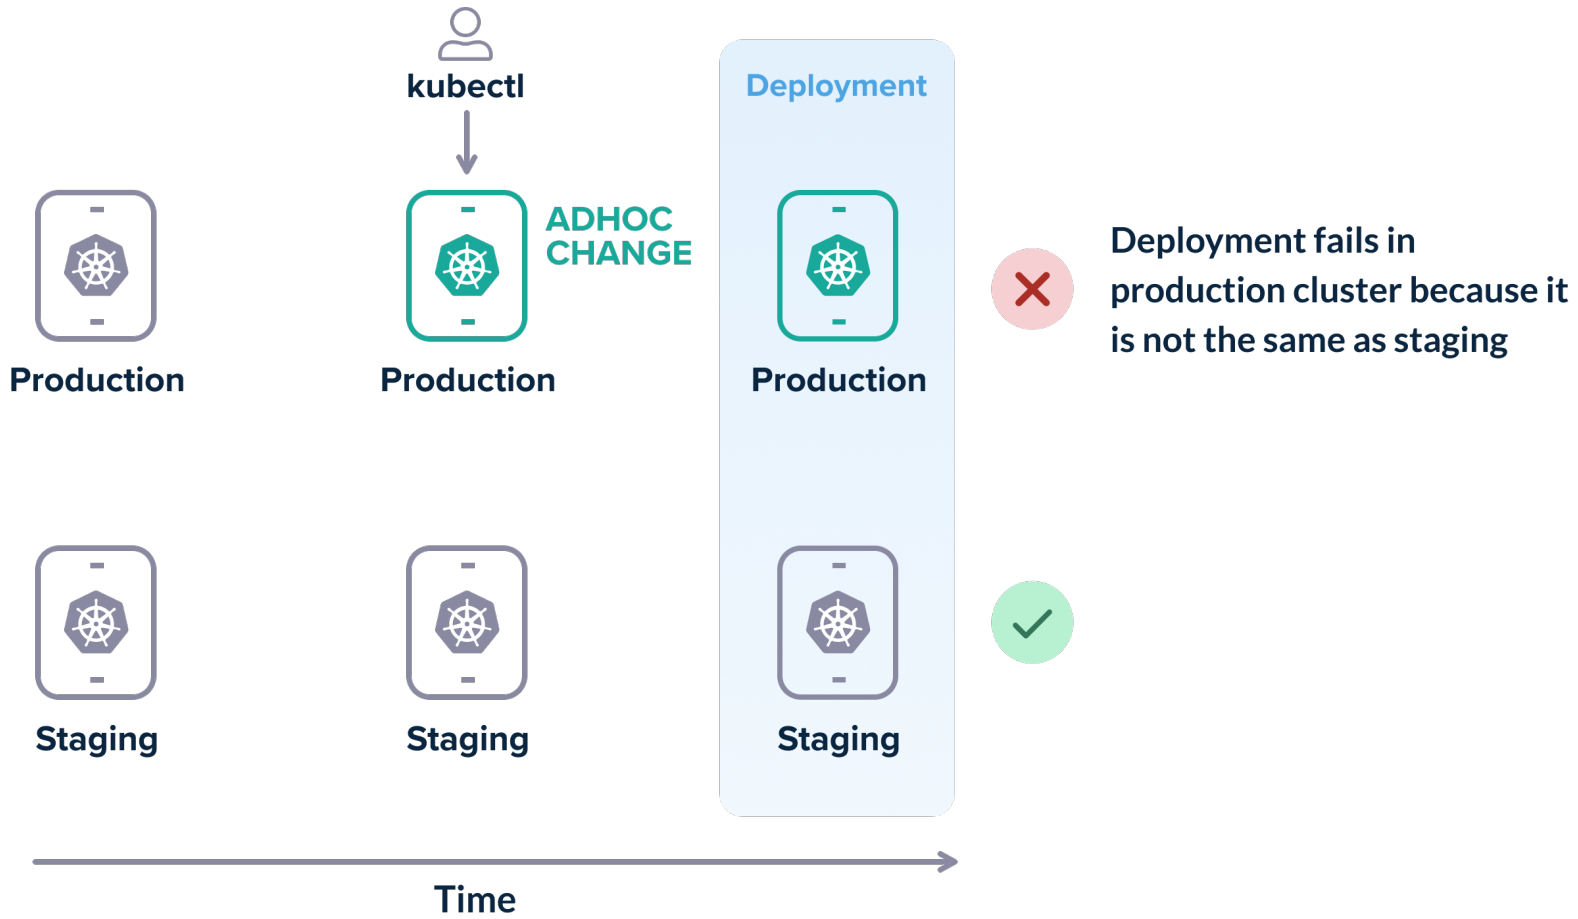 kubectl
Deployment
ADHOC
CHANGE
Deployment fails in
production cluster because it
is not the same as staging
Production
Production
Production
Staging
Staging
Staging
Time